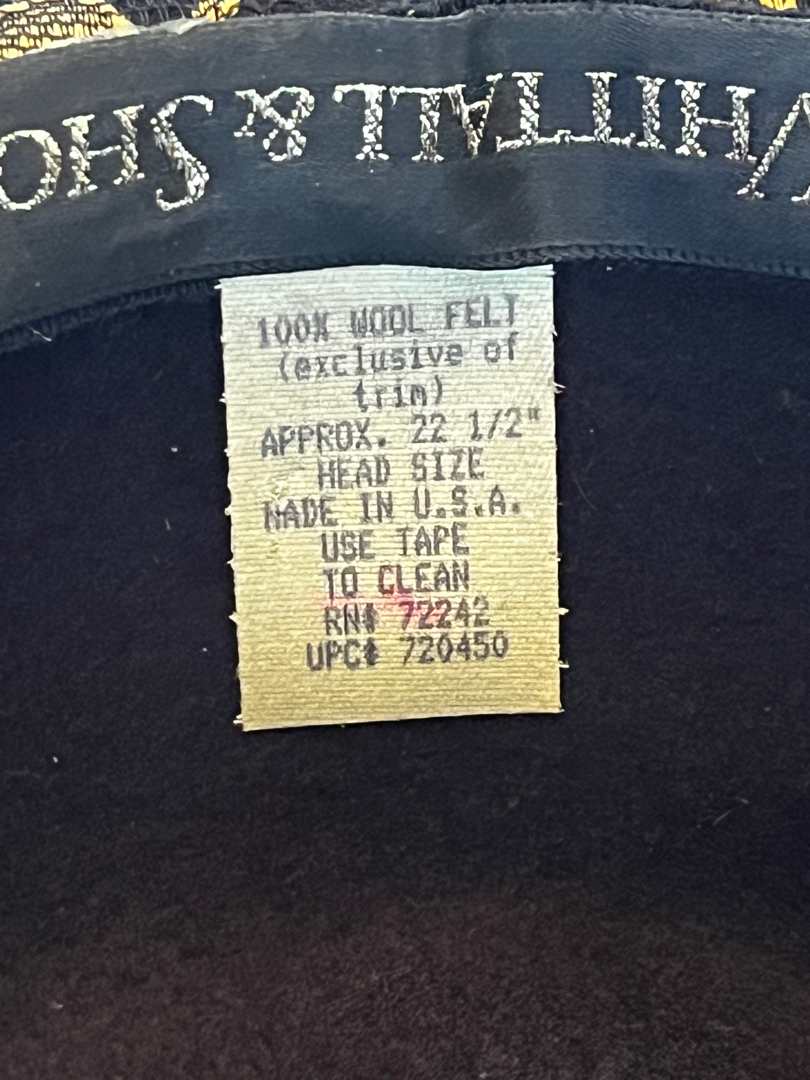 WHITTALL & SHO
100% WOOL FELT
(exclusive of
trim)
APPROX. 22 1/2"
HEAD SIZE
MADE IN U.S.A.
USE TAPE
TO CLEAN
RN# 72242
UPC# 720450